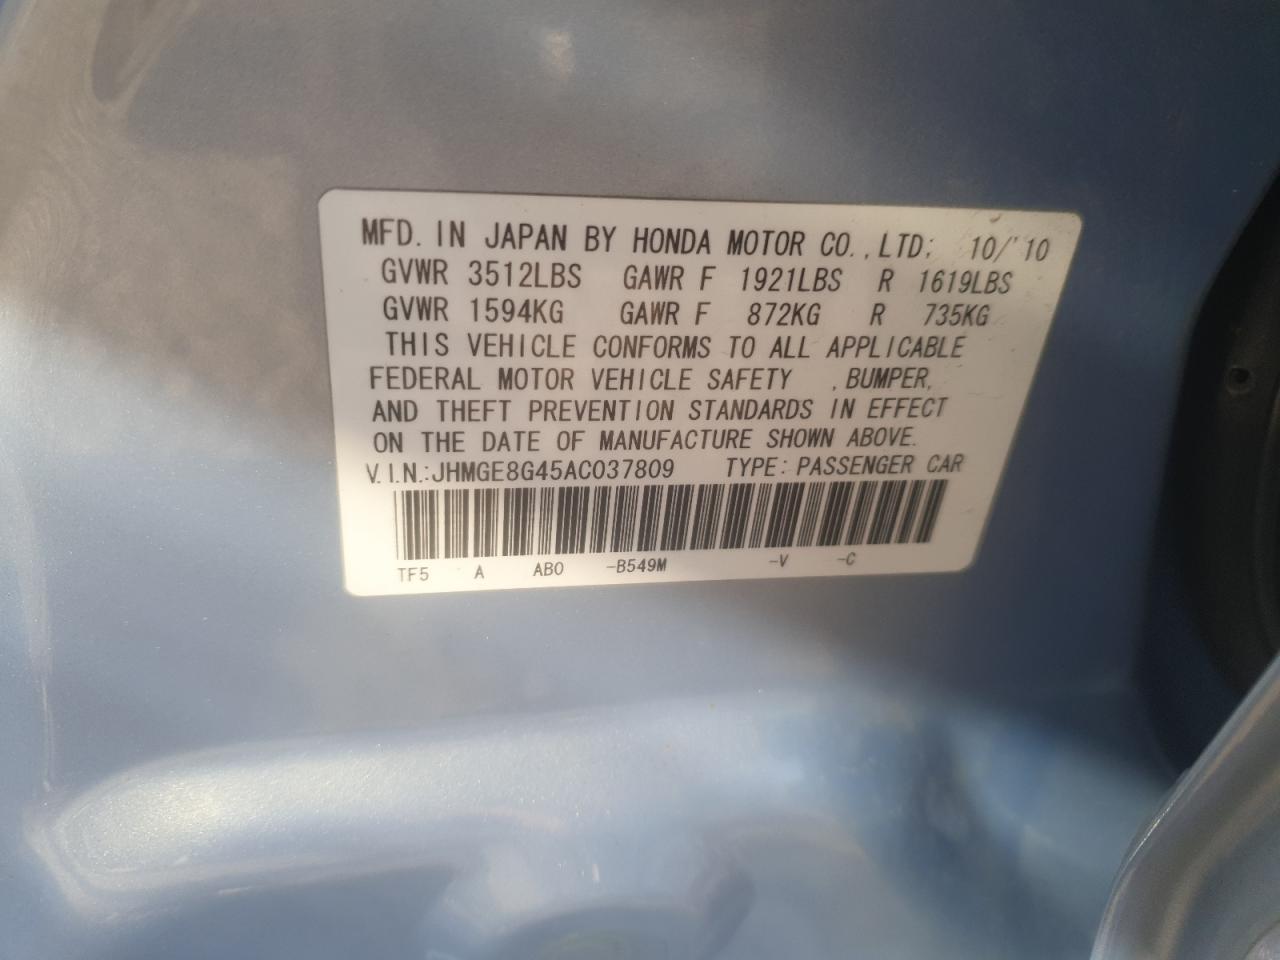 MFD. IN JAPAN BY HONDA MOTOR CO., LTD; 10/'10
GVWR 3512LBS GAWR F 1921LBS R 1619LBS
GVWR 1594KG GAWR F 872KG R 735KG
THIS VEHICLE CONFORMS TO ALL APPLICABLE
FEDERAL MOTOR VEHICLE SAFETY , BUMPER,
AND THEFT PREVENTION STANDARDS IN EFFECT
ON THE DATE OF MANUFACTURE SHOWN ABOVE.
V.I.N.:JHMGE8G45AC037809 TYPE: PASSENGER CAR
TF5 A AB0 -B549M -V -C